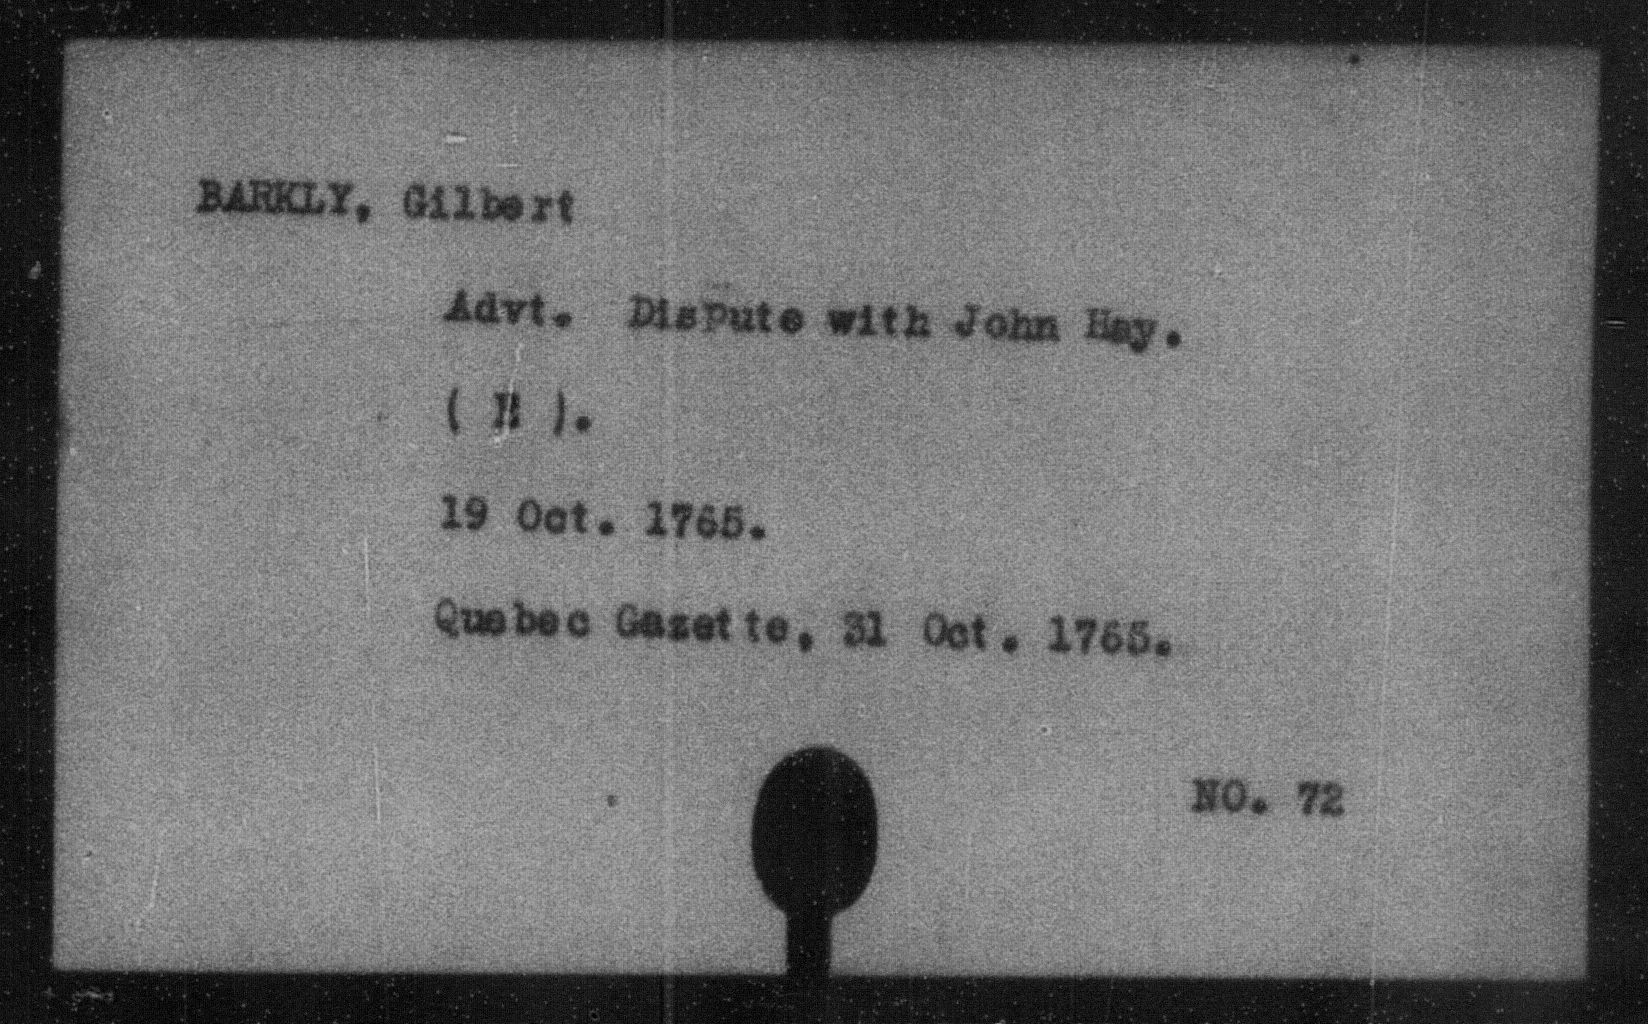 BARKLY, Gilbert
Advt. Dispute with John Hay.
( B ).
19 Oct. 1765.
Quebec Gazette, 31 Oct. 1765.
NO. 72